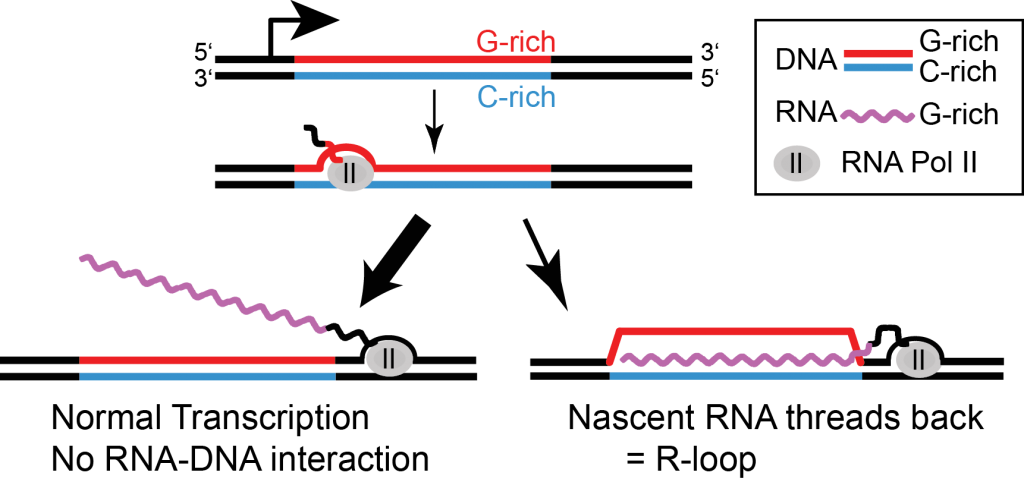 G-rich
5‘ 3‘
3‘ 5‘
C-rich
DNA G-rich
C-rich
RNA G-rich
II RNA Pol II
II
II
II
Normal Transcription
No RNA-DNA interaction
Nascent RNA threads back
= R-loop